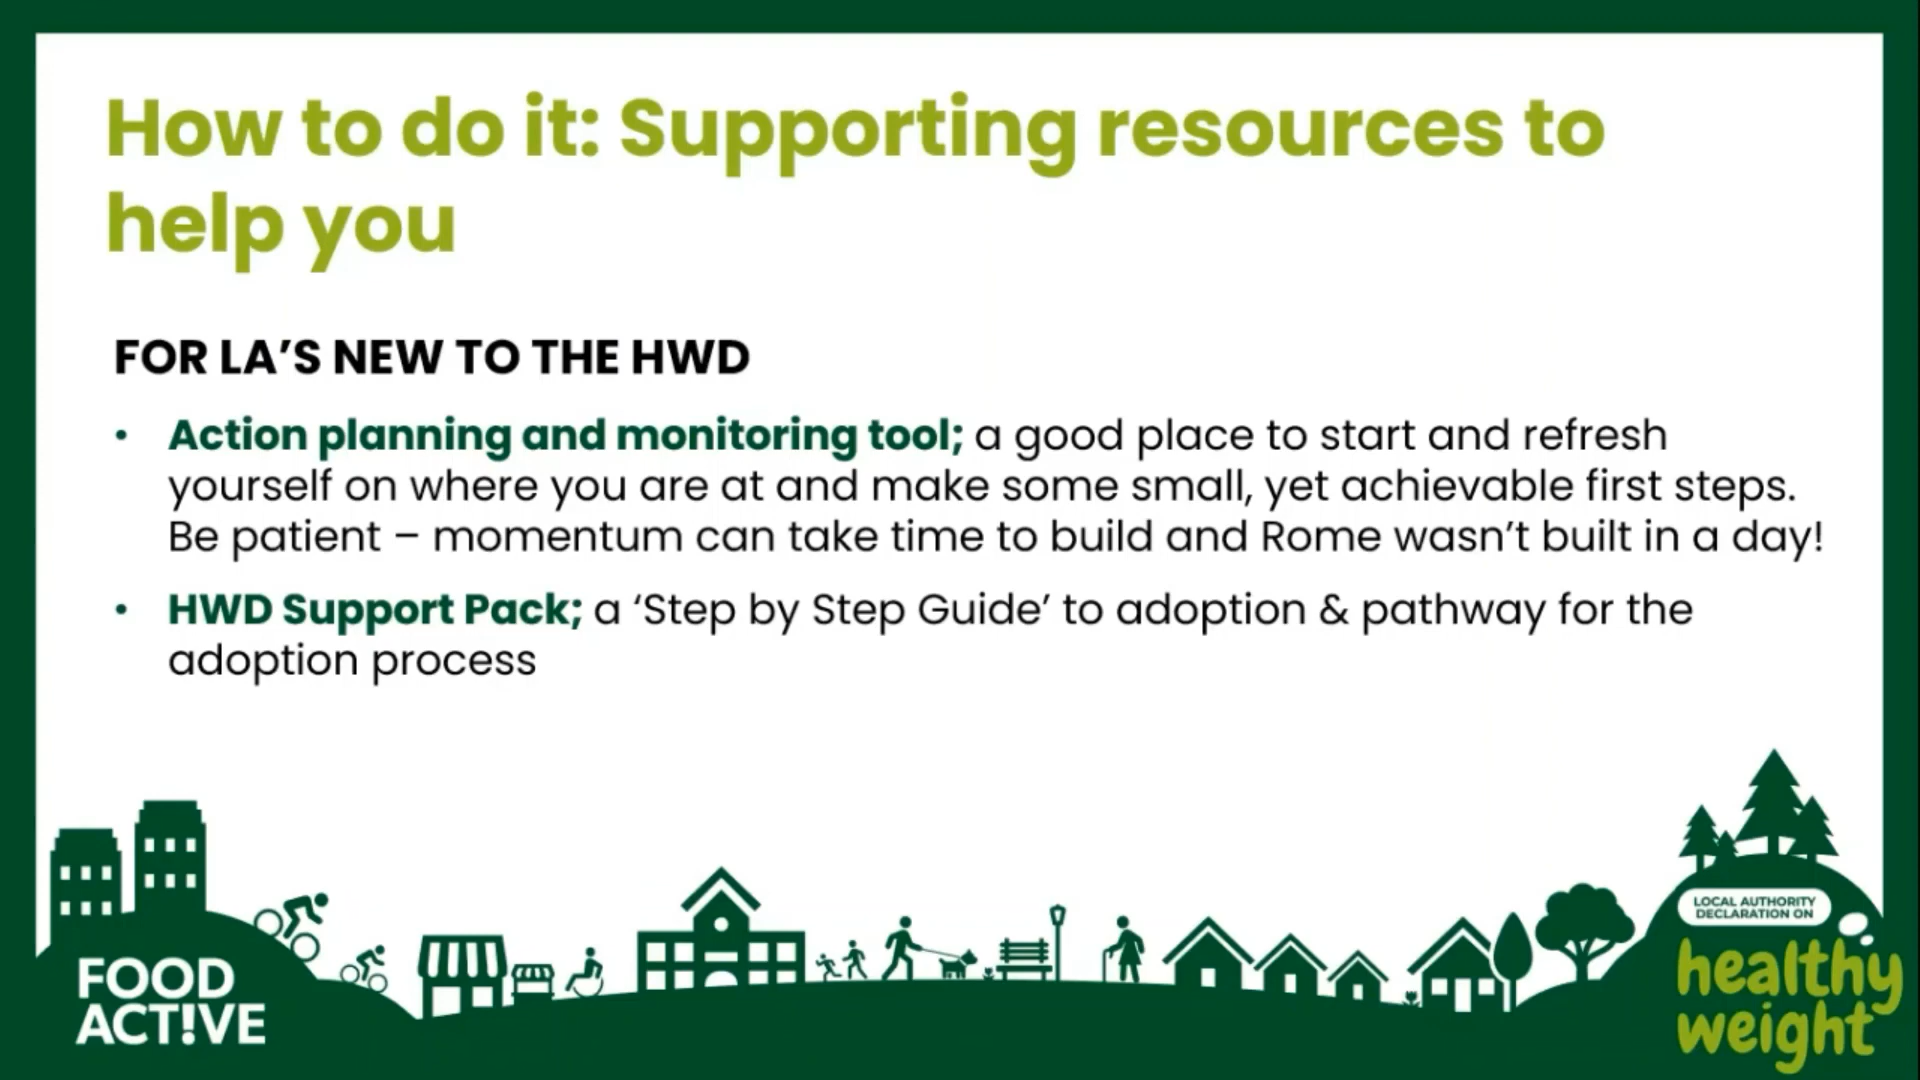 How to do it: Supporting resources to
help you
FOR LA’S NEW TO THE HWD
• Action planning and monitoring tool; a good place to start and refresh
yourself on where you are at and make some small, yet achievable first steps.
Be patient – momentum can take time to build and Rome wasn’t built in a day!
• HWD Support Pack; a ‘Step by Step Guide’ to adoption & pathway for the
adoption process
FOOD
ACT!VE
LOCAL AUTHORITY
DECLARATION ON
healthy
weight